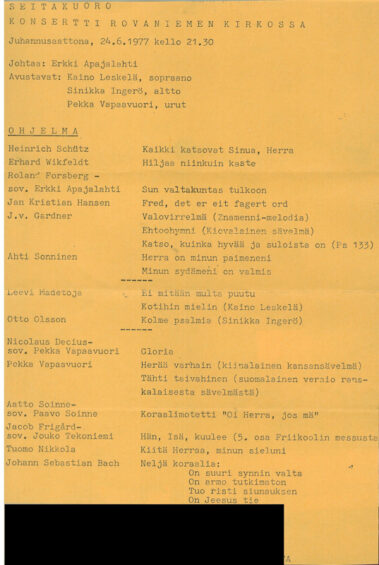 SEITAKUORO
KONSERTTI ROVANIEMEN KIRKOSSA
Juhannusaattona, 24.6.1977 kello 21.30
Johtaa: Erkki Apajalahti
Avustavat: Kaino Leskelä, sopraano
Sinikka Ingerö, altto
Pekka Vapaavuori, urut
OHJELMA
Heinrich Schütz Kaikki katsovat Sinua, Herra
Erhard Wikfeldt Hiljaa niinkuin kaste
Roland Forsberg -
sov. Erkki Apajalahti Sun valtakuntas tulkoon
Jan Kristian Hansen Fred, det er eit fagert ord
J.v. Gardner Valovirrelmä (Znamenni-melodia)
Ehtoohymni (Kiovalainen sävelmä)
Katso, kuinka hyvää ja suloista on (Ps 133)
Ahti Sonninen Herra on minun paimeneni
Minun sydämeni on valmis
------
Leevi Madetoja Ei mitään multa puutu
Kotihin mielin (Kaino Leskelä)
Otto Olsson Kolme psalmia (Sinikka Ingerö)
------
Nicolaus Decius-
sov. Pekka Vapaavuori Gloria
Pekka Vapaavuori Herää varhain (kiinalainen kansansävelmä)
Tähti taivahinen (suomalainen versio rans-
kalaisesta sävelmästä)
Aatto Soinne-
sov. Paavo Soinne Koraalimotetti "Oi Herra, jos mä"
Jacob Frigård-
sov. Jouko Tekoniemi Hän, Isä, kuulee (5. osa Friikoolin messusta
Tuomo Nikkola Kiitä Herraa, minun sieluni
Johann Sebastian Bach Neljä koraalia:
On suuri synnin valta
On armo tutkimaton
Tuo risti siunauksen
On Jeesus tie